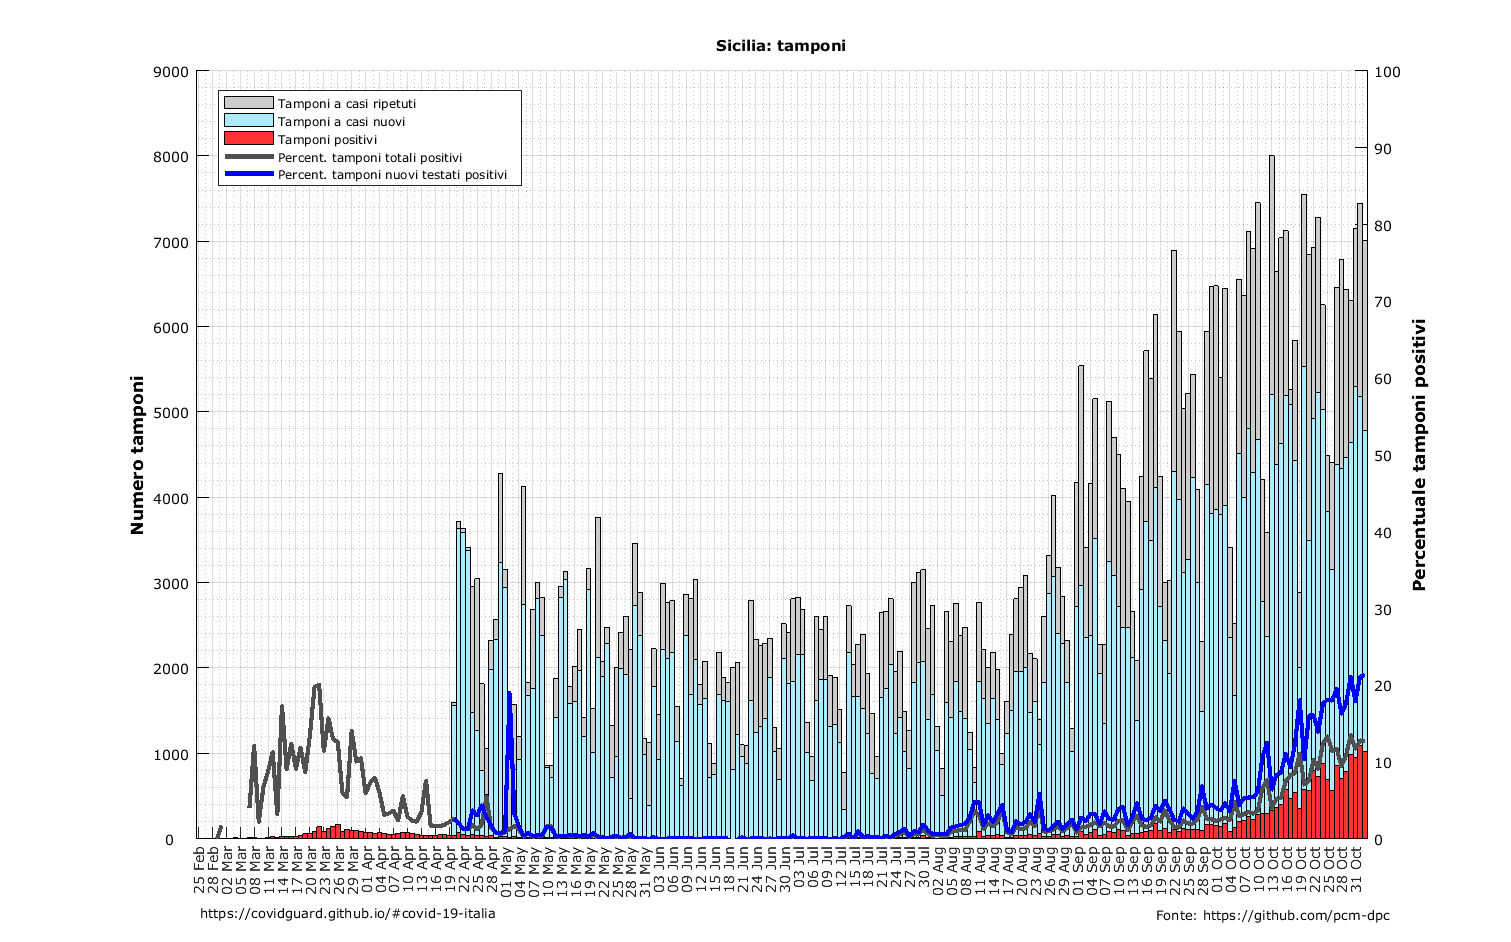 Sicilia: tamponi
9000
8000
7000
6000
5000
4000
3000
2000
1000
0
Numero tamponi
Tamponi a casi ripetuti
Tamponi a casi nuovi
Tamponi positivi
Percent. tamponi totali positivi
Percent. tamponi nuovi testati positivi
100
90
80
70
60
50
40
30
20
10
0
Percentuale tamponi positivi
25 Feb
28 Feb
02 Mar
05 Mar
08 Mar
11 Mar
14 Mar
17 Mar
20 Mar
23 Mar
26 Mar
29 Mar
01 Apr
04 Apr
07 Apr
10 Apr
13 Apr
16 Apr
19 Apr
22 Apr
25 Apr
28 Apr
01 May
04 May
07 May
10 May
13 May
16 May
19 May
22 May
25 May
28 May
31 May
03 Jun
06 Jun
09 Jun
12 Jun
15 Jun
18 Jun
21 Jun
24 Jun
27 Jun
30 Jun
03 Jul
06 Jul
09 Jul
12 Jul
15 Jul
18 Jul
21 Jul
24 Jul
27 Jul
30 Jul
02 Aug
05 Aug
08 Aug
11 Aug
14 Aug
17 Aug
20 Aug
23 Aug
26 Aug
29 Aug
01 Sep
04 Sep
07 Sep
10 Sep
13 Sep
16 Sep
19 Sep
22 Sep
25 Sep
28 Sep
01 Oct
04 Oct
07 Oct
10 Oct
13 Oct
16 Oct
19 Oct
22 Oct
25 Oct
28 Oct
31 Oct
https://covidguard.github.io/#covid-19-italia
Fonte: https://github.com/pcm-dpc